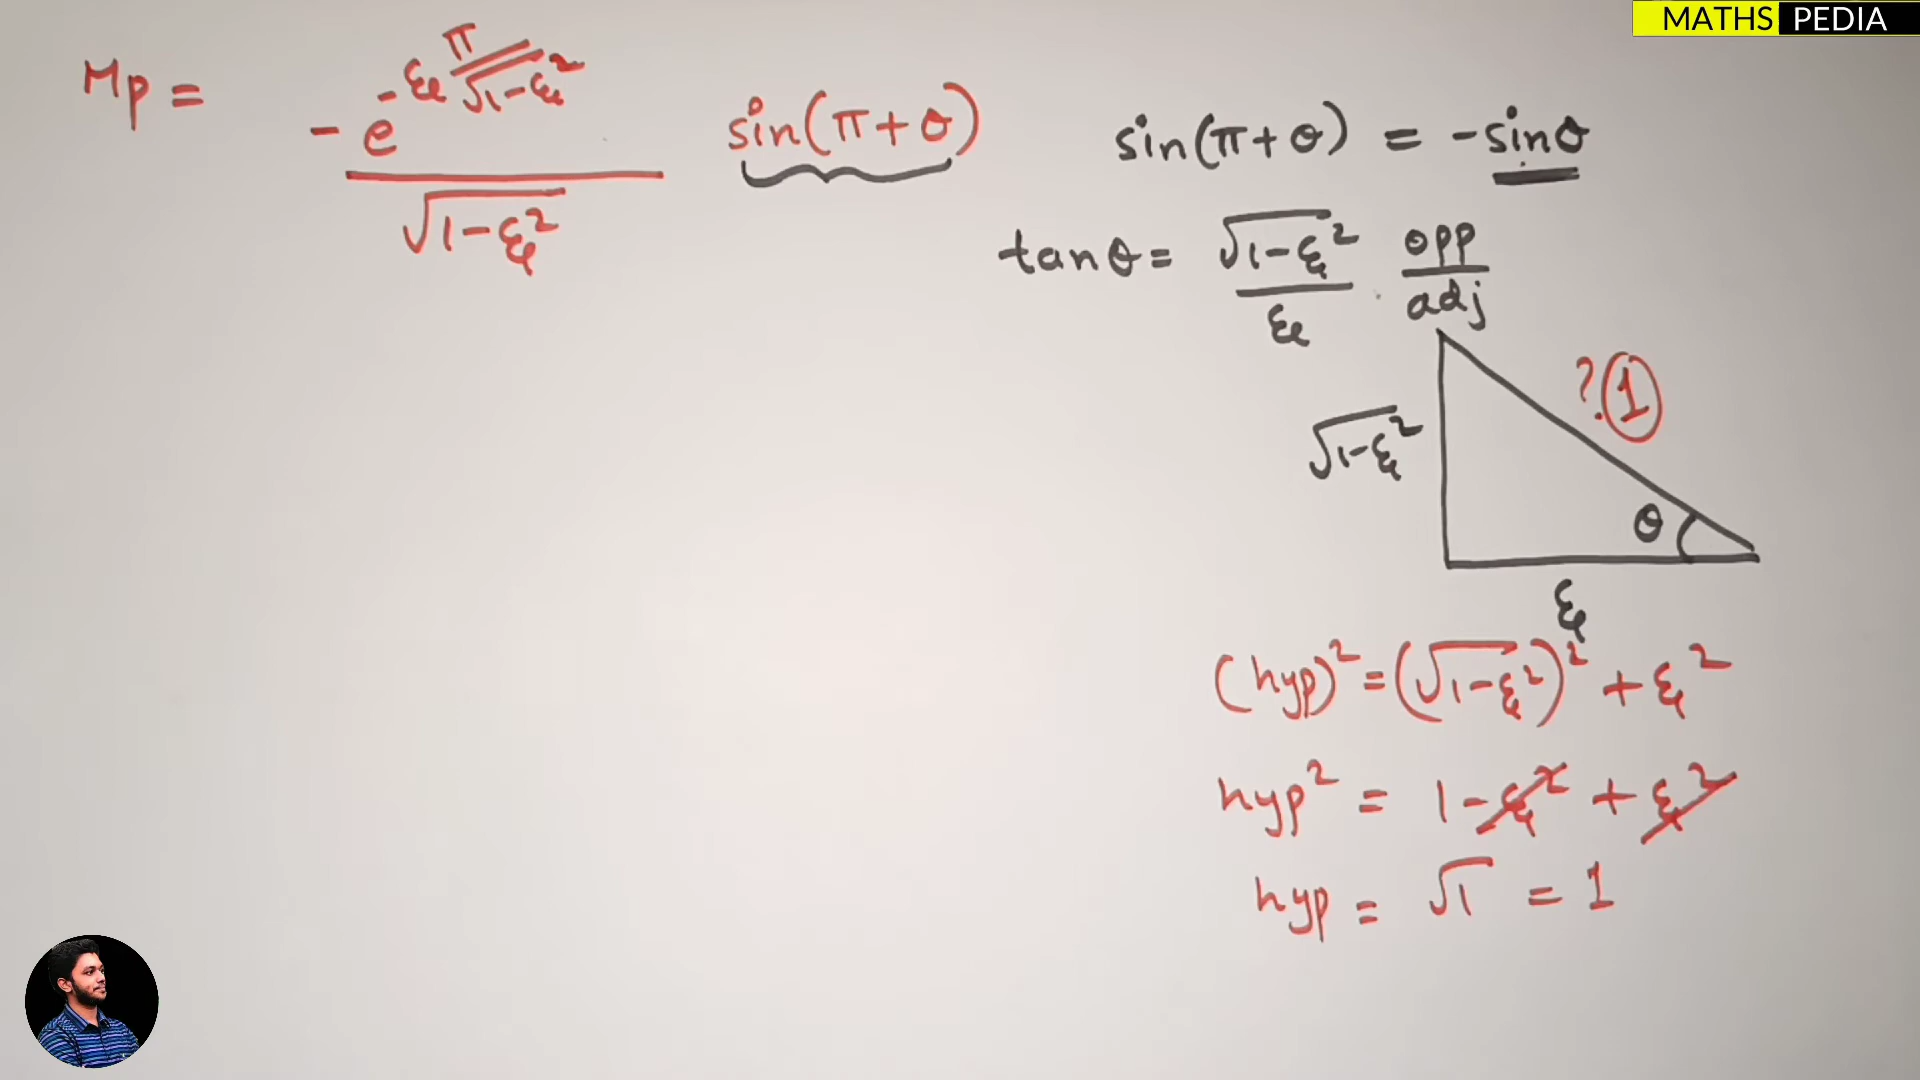 MATHS PEDIA
Mp = -e^(-ξ π/√(1-ξ²)) / √(1-ξ²) sin(π+θ)
sin(π+θ) = -sinθ
tanθ = √(1-ξ²)/ξ opp/adj
? 1
√(1-ξ²)
θ
ξ
(hyp)² = (√(1-ξ²))² + ξ²
hyp² = 1-ξ² + ξ²
hyp = √1 = 1